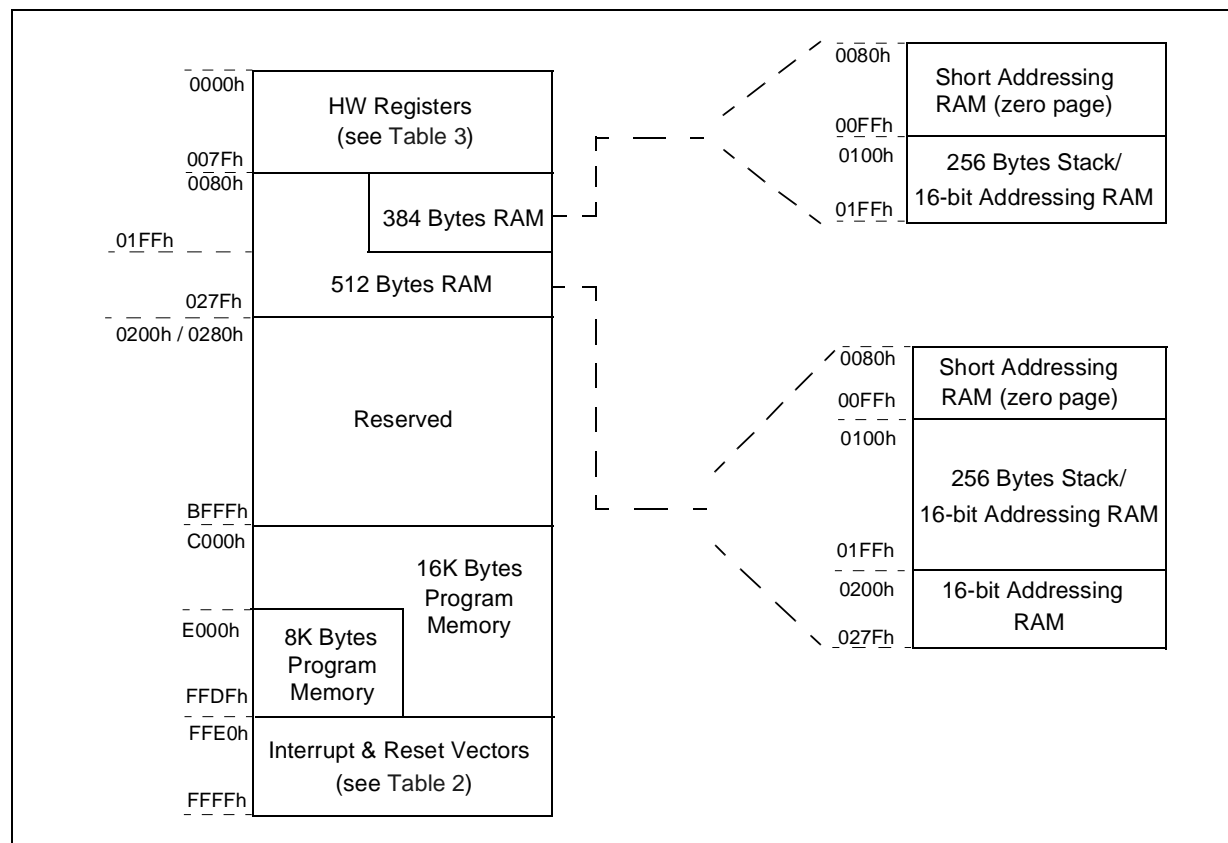 0000h
HW Registers
(see Table 3)
007Fh
0080h
384 Bytes RAM
01FFh
512 Bytes RAM
027Fh
0200h / 0280h
Reserved
BFFFh
C000h
16K Bytes
Program
Memory
E000h
8K Bytes
Program
Memory
FFDFh
FFE0h
Interrupt & Reset Vectors
(see Table 2)
FFFFh
0080h
Short Addressing
RAM (zero page)
00FFh
0100h
256 Bytes Stack/
16-bit Addressing RAM
01FFh
0080h
Short Addressing
RAM (zero page)
00FFh
0100h
256 Bytes Stack/
16-bit Addressing RAM
01FFh
0200h
16-bit Addressing
RAM
027Fh